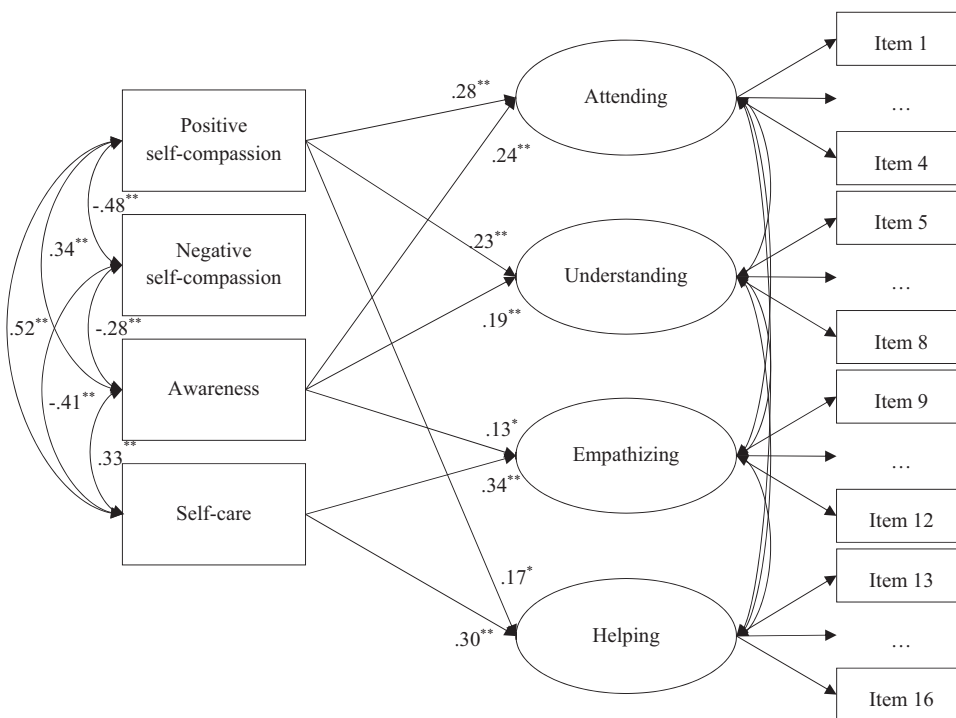 Item 1
Attending
…
.28**
Positive
self-compassion
.24**
Item 4
-.48**
Item 5
.34**
.23**
Negative
self-compassion
Understanding
…
.52**
-.28**
.19**
Item 8
-.41**
Awareness
Item 9
.13*
.33**
Empathizing
…
.34**
Self-care
Item 12
.17*
Item 13
.30**
Helping
…
Item 16